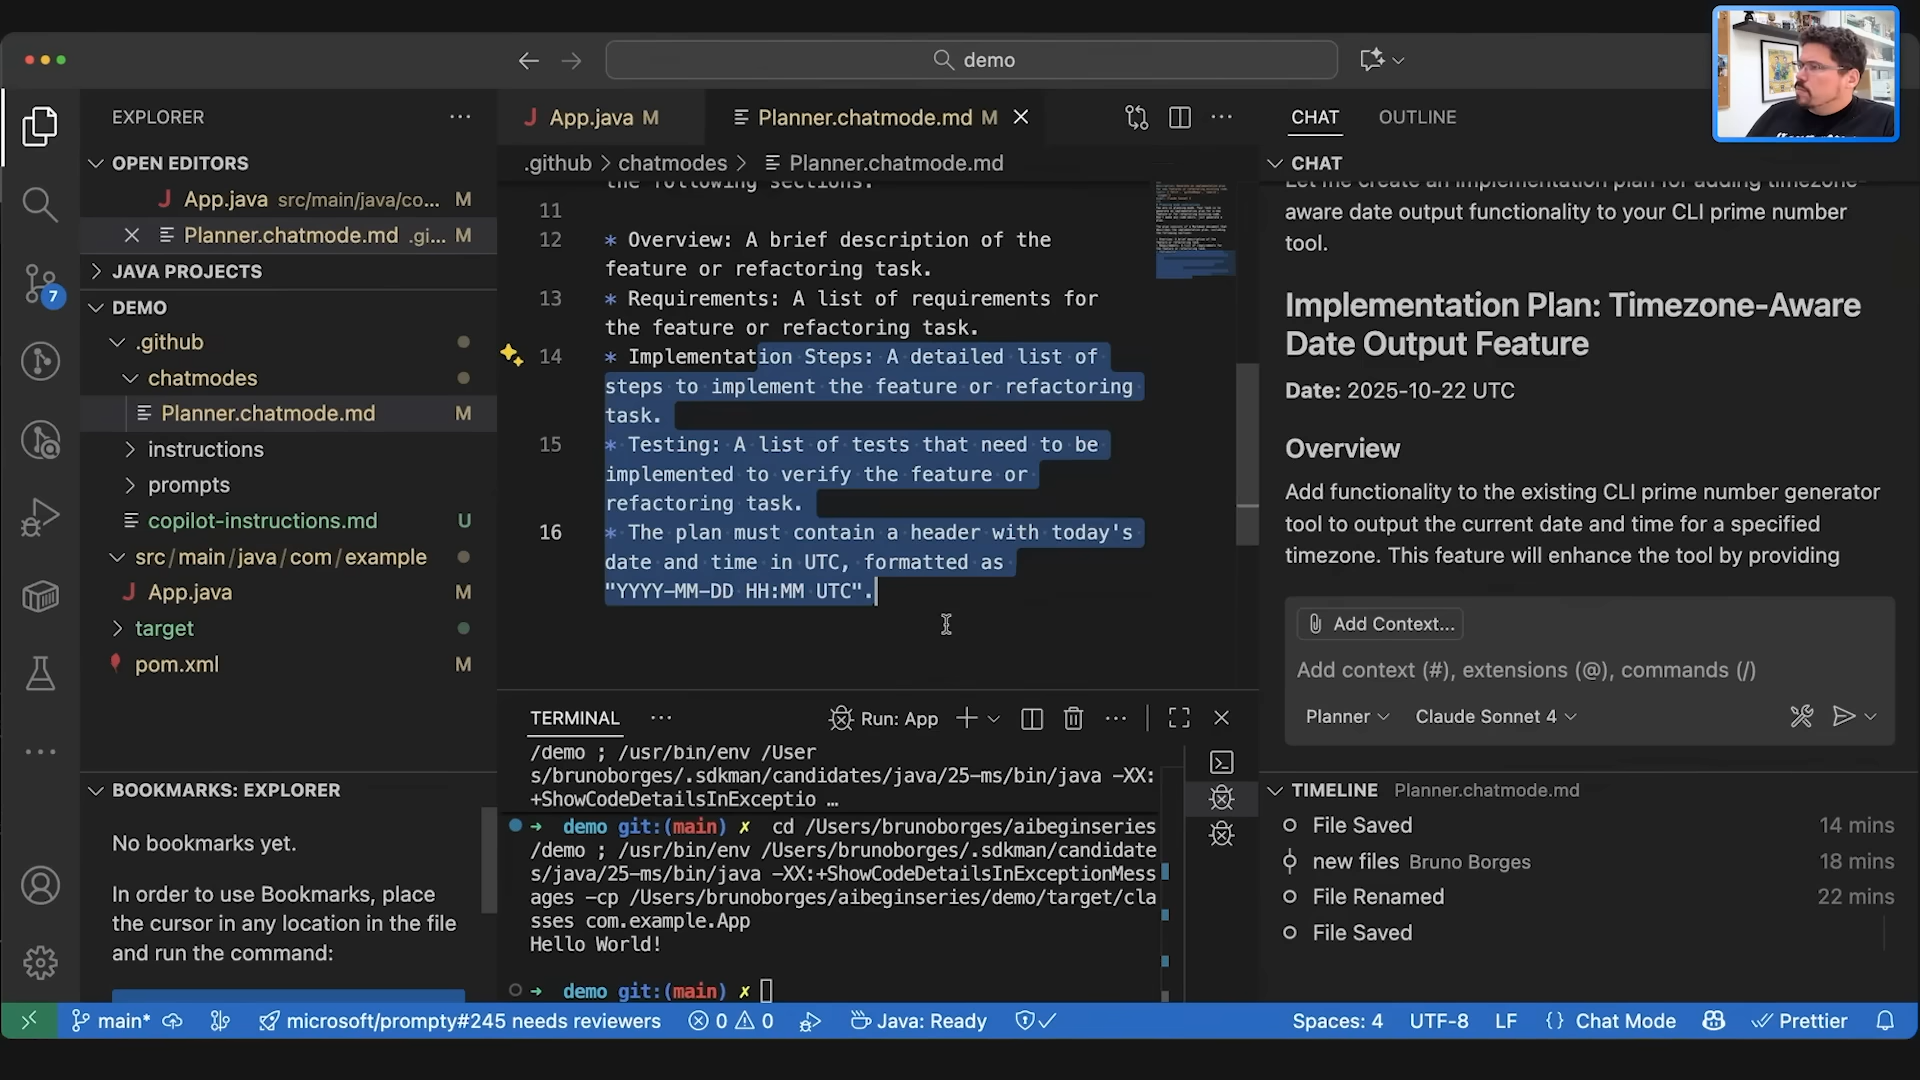 demo
EXPLORER
OPEN EDITORS
App.java src/main/java/co... M
Planner.chatmode.md .gi... M
JAVA PROJECTS
DEMO
.github
chatmodes
Planner.chatmode.md M
instructions
prompts
copilot-instructions.md U
src/main/java/com/example
App.java M
target
pom.xml M
BOOKMARKS: EXPLORER
No bookmarks yet.
In order to use Bookmarks, place
the cursor in any location in the file
and run the command:
7
App.java M
Planner.chatmode.md M
.github > chatmodes > Planner.chatmode.md
the following sections:
11
12 * Overview: A brief description of the
feature or refactoring task.
13 * Requirements: A list of requirements for
the feature or refactoring task.
14 * Implementation Steps: A detailed list of
steps to implement the feature or refactoring
task.
15 * Testing: A list of tests that need to be
implemented to verify the feature or
refactoring task.
16 * The plan must contain a header with today's
date and time in UTC, formatted as
"YYYY-MM-DD HH:MM UTC".
TERMINAL
Run: App
/demo ; /usr/bin/env /User
s/brunoborges/.sdkman/candidates/java/25-ms/bin/java -XX:
+ShowCodeDetailsInExceptio …
➜ demo git:(main) ✗ cd /Users/brunoborges/aibeginseries
/demo ; /usr/bin/env /Users/brunoborges/.sdkman/candidate
s/java/25-ms/bin/java -XX:+ShowCodeDetailsInExceptionMess
ages -cp /Users/brunoborges/aibeginseries/demo/target/cla
sses com.example.App
Hello World!
➜ demo git:(main) ✗
CHAT
OUTLINE
CHAT
Let me create an implementation plan for adding timezone-
aware date output functionality to your CLI prime number
tool.
Implementation Plan: Timezone-Aware
Date Output Feature
Date: 2025-10-22 UTC
Overview
Add functionality to the existing CLI prime number generator
tool to output the current date and time for a specified
timezone. This feature will enhance the tool by providing
Add Context...
Add context (#), extensions (@), commands (/)
Planner
Claude Sonnet 4
TIMELINE Planner.chatmode.md
File Saved 14 mins
new files Bruno Borges 18 mins
File Renamed 22 mins
File Saved
main*
microsoft/prompty#245 needs reviewers
0 0
Java: Ready
Spaces: 4
UTF-8
LF
{} Chat Mode
Prettier